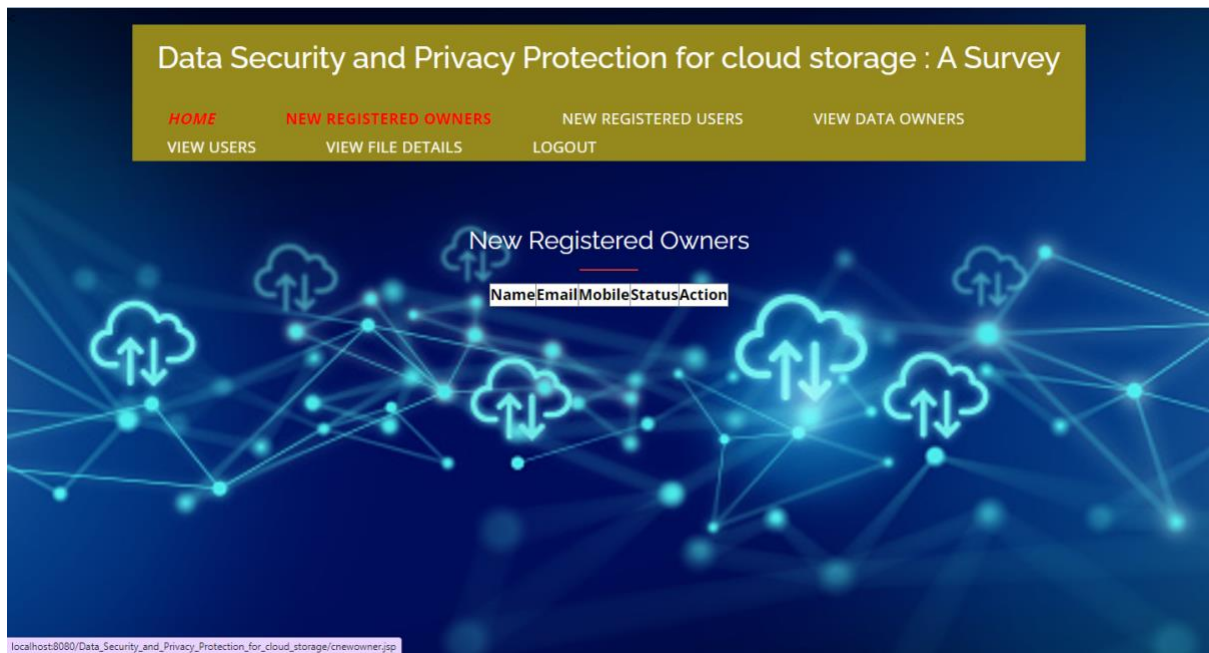 Data Security and Privacy Protection for cloud storage : A Survey
HOME NEW REGISTERED OWNERS NEW REGISTERED USERS VIEW DATA OWNERS
VIEW USERS VIEW FILE DETAILS LOGOUT
New Registered Owners
Name Email Mobile Status Action
localhost:8080/Data_Security_and_Privacy_Protection_for_cloud_storage/cnewowner.jsp